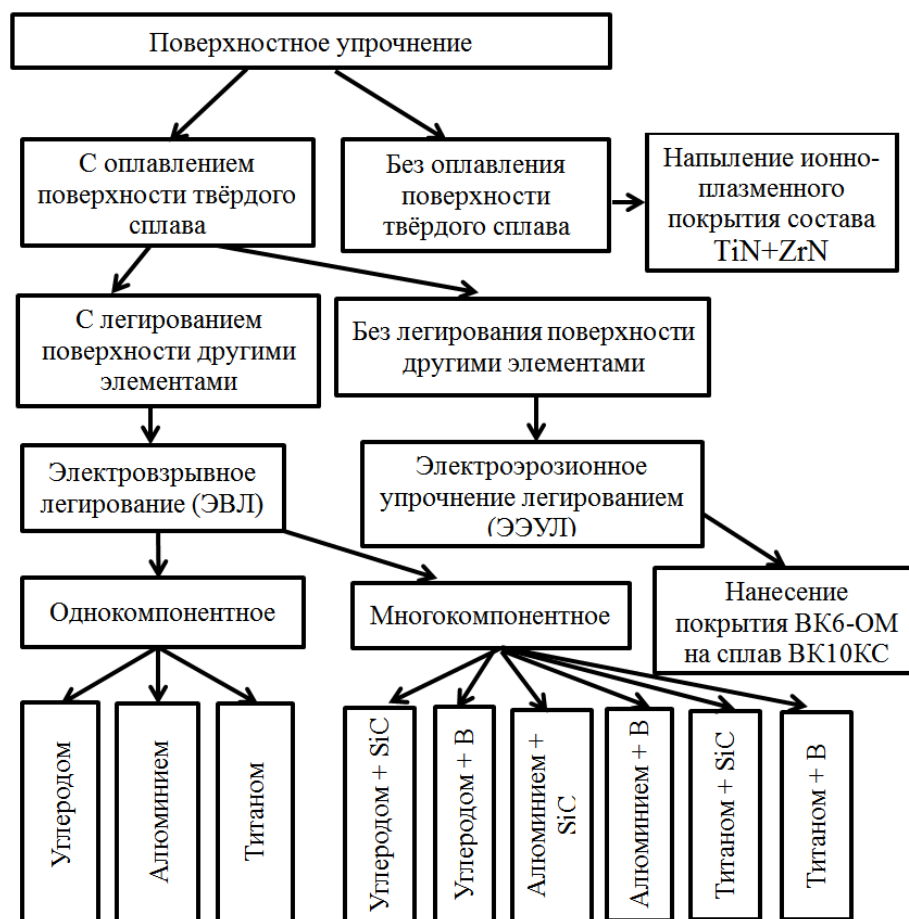 Поверхностное упрочнение
С оплавлением
поверхности твёрдого
сплава
Без оплавления
поверхности
твёрдого сплава
Напыление ионно-
плазменного
покрытия состава
TiN+ZrN
С легированием
поверхности другими
элементами
Без легирования поверхности
другими элементами
Электровзрывное
легирование (ЭВЛ)
Электроэрозионное
упрочнение легированием
(ЭЭУЛ)
Однокомпонентное
Многокомпонентное
Нанесение
покрытия ВК6-ОМ
на сплав ВК10КС
Углеродом
Алюминием
Титаном
Углеродом + SiC
Углеродом + B
Алюминием +
SiC
Алюминием + B
Титаном + SiC
Титаном + B